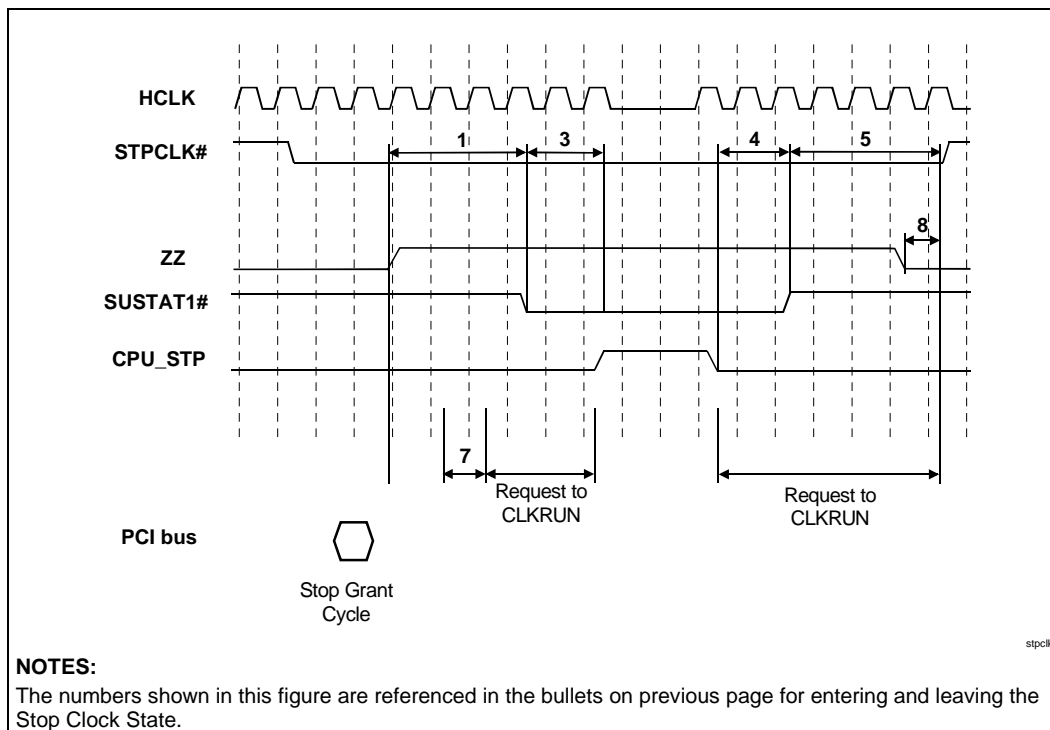 HCLK
STPCLK#
1
3
4
5
8
ZZ
SUSTAT1#
CPU_STP
7
Request to
CLKRUN
Request to
CLKRUN
PCI bus
Stop Grant
Cycle
NOTES:
The numbers shown in this figure are referenced in the bullets on previous page for entering and leaving the
Stop Clock State.